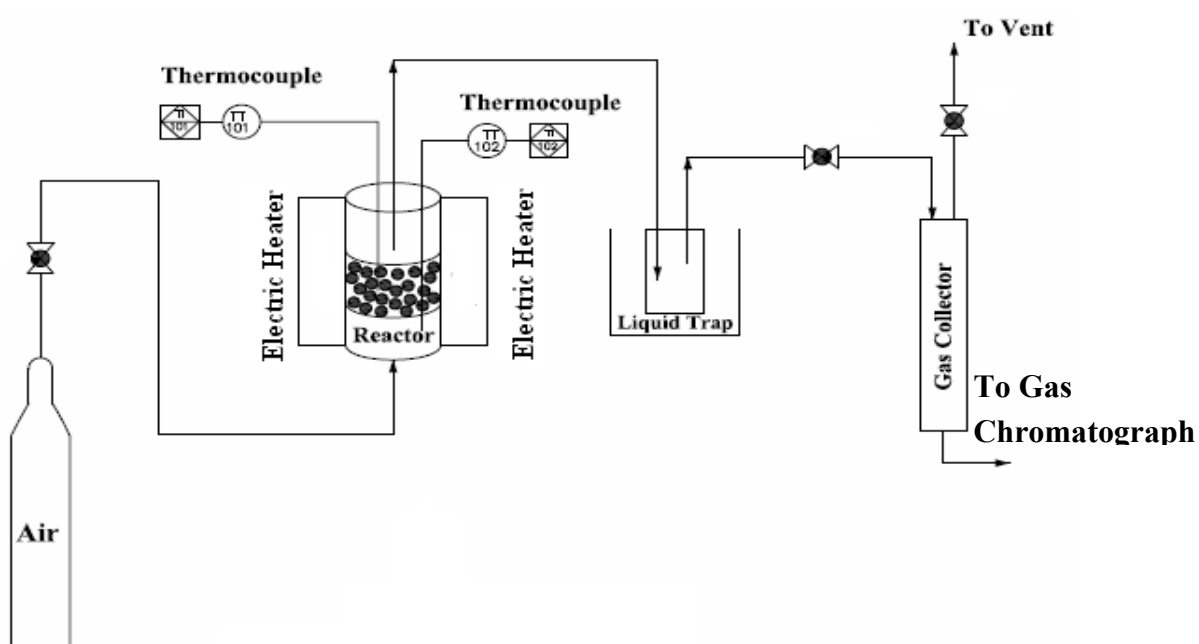 To Vent
Thermocouple
TI
101
TT
101
Thermocouple
TT
102
TI
102
Electric Heater
Electric Heater
Reactor
Liquid Trap
Gas Collector
To Gas
Chromatograph
Air